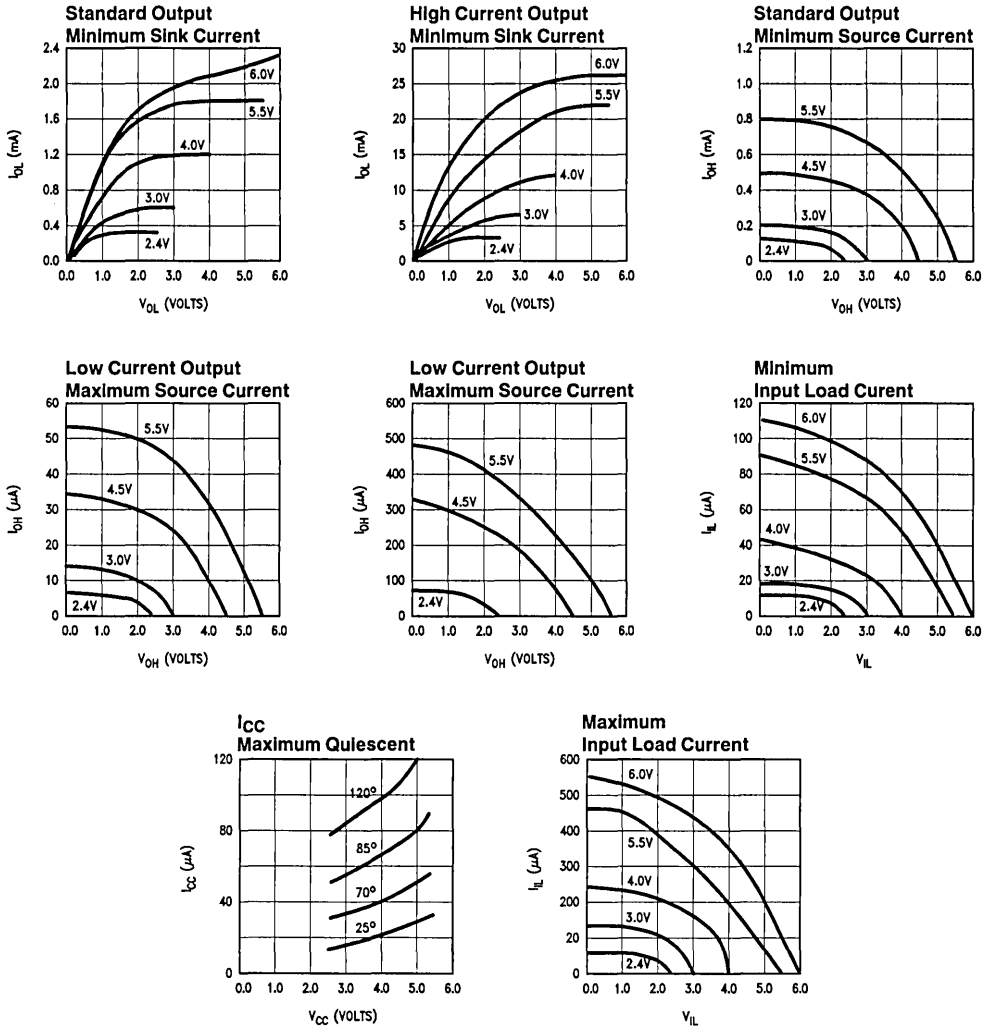 Standard Output
Minimum Sink Current
2.4
2.0
1.6
1.2
0.8
0.4
0.0
I_OL (mA)
6.0V
5.5V
4.0V
3.0V
2.4V
0.0 1.0 2.0 3.0 4.0 5.0 6.0
V_OL (VOLTS)
High Current Output
Minimum Sink Current
30
25
20
15
10
5
0
I_OL (mA)
6.0V
5.5V
4.0V
3.0V
2.4V
0.0 1.0 2.0 3.0 4.0 5.0 6.0
V_OL (VOLTS)
Standard Output
Minimum Source Current
1.2
1.0
0.8
0.6
0.4
0.2
0
I_OH (mA)
5.5V
4.5V
3.0V
2.4V
0.0 1.0 2.0 3.0 4.0 5.0 6.0
V_OH (VOLTS)
Low Current Output
Maximum Source Current
60
50
40
30
20
10
0
I_OH (µA)
5.5V
4.5V
3.0V
2.4V
0.0 1.0 2.0 3.0 4.0 5.0 6.0
V_OH (VOLTS)
Low Current Output
Maximum Source Current
600
500
400
300
200
100
0
I_OH (µA)
5.5V
4.5V
2.4V
0.0 1.0 2.0 3.0 4.0 5.0 6.0
V_OH (VOLTS)
Minimum
Input Load Curent
120
100
80
60
40
20
0
I_IL (µA)
6.0V
5.5V
4.0V
3.0V
2.4V
0.0 1.0 2.0 3.0 4.0 5.0 6.0
V_IL
I_CC
Maximum Quiescent
120
80
40
0
I_CC (µA)
120°
85°
70°
25°
0.0 1.0 2.0 3.0 4.0 5.0 6.0
V_CC (VOLTS)
Maximum
Input Load Current
600
500
400
300
200
20
0
I_IL (µA)
6.0V
5.5V
4.0V
3.0V
2.4V
0.0 1.0 2.0 3.0 4.0 5.0 6.0
V_IL